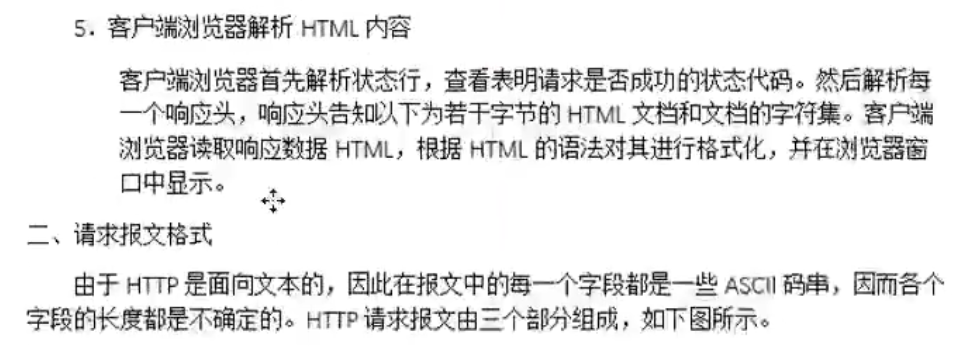 5．客户端浏览器解析 HTML 内容
客户端浏览器首先解析状态行，查看表明请求是否成功的状态代码。然后解析每
一个响应头，响应头告知以下为若干字节的 HTML 文档和文档的字符集。客户端
浏览器读取响应数据 HTML，根据 HTML 的语法对其进行格式化，并在浏览器窗
口中显示。
二、请求报文格式
由于 HTTP 是面向文本的，因此在报文中的每一个字段都是一些 ASCII 码串，因而各个
字段的长度都是不确定的。HTTP 请求报文由三个部分组成，如下图所示。